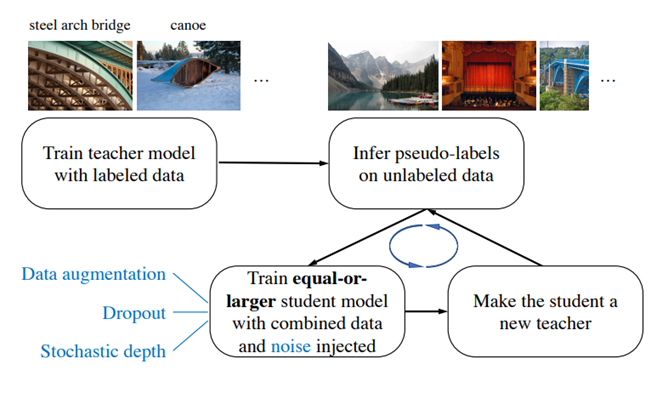 steel arch bridge
canoe
...
...
Train teacher model
with labeled data
Infer pseudo-labels
on unlabeled data
Data augmentation
Dropout
Stochastic depth
Train equal-or-
larger student model
with combined data
and noise injected
Make the student a
new teacher